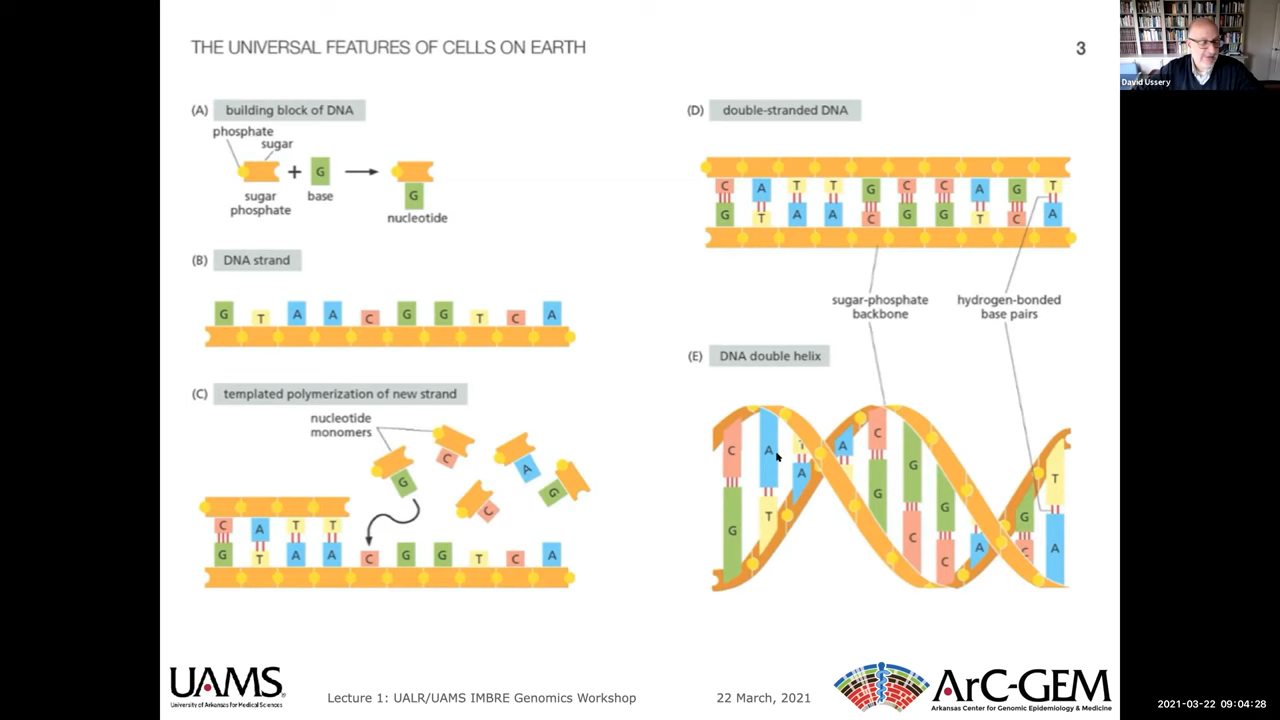 THE UNIVERSAL FEATURES OF CELLS ON EARTH
3
David Ussery
(A) building block of DNA
phosphate
sugar
+ G
sugar
phosphate
base
G
nucleotide
(B) DNA strand
G T A A C G G T C A
(C) templated polymerization of new strand
nucleotide
monomers
C
G
A
G
C
C A T T
G T A A C G G T C A
(D) double-stranded DNA
C A T T G C C A G T
G T A A C G G T C A
sugar-phosphate
backbone
hydrogen-bonded
base pairs
(E) DNA double helix
C A T A C G G G T
G T A G C C A C A
UAMS®
University of Arkansas for Medical Sciences
Lecture 1: UALR/UAMS IMBRE Genomics Workshop
22 March, 2021
ArC-GEM
Arkansas Center for Genomic Epidemiology & Medicine
2021-03-22 09:04:28